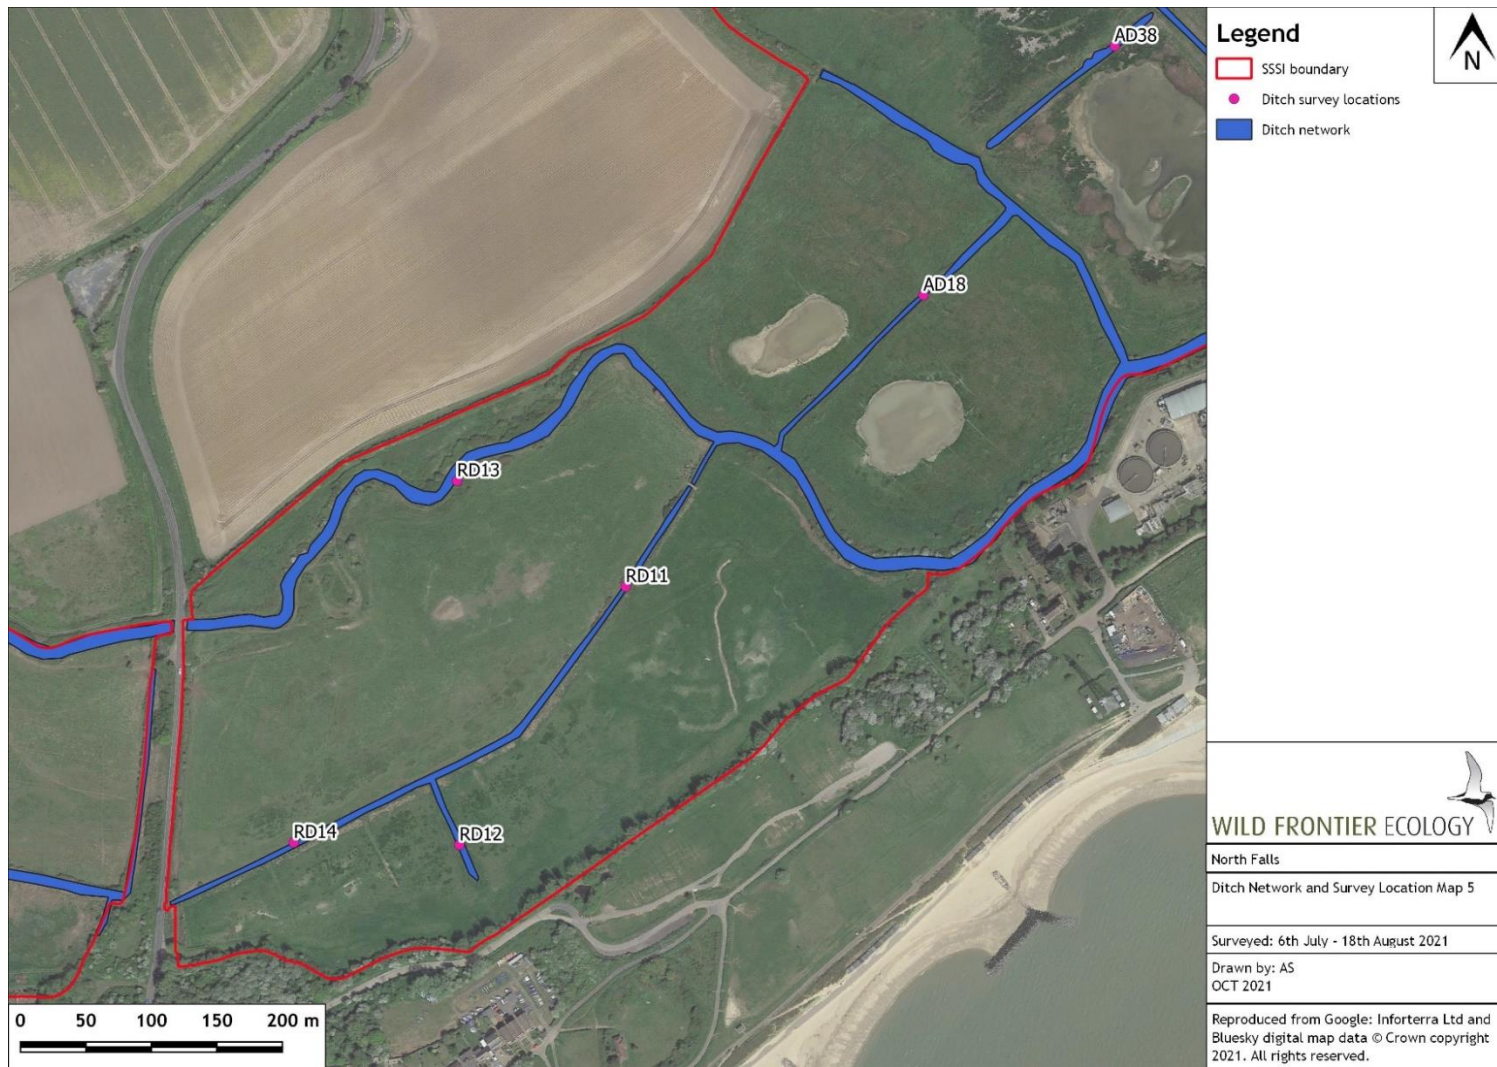 AD38
AD18
RD13
RD11
RD14
RD12
0 50 100 150 200 m
Legend
SSSI boundary
Ditch survey locations
Ditch network
N
WILD FRONTIER ECOLOGY
North Falls
Ditch Network and Survey Location Map 5
Surveyed: 6th July - 18th August 2021
Drawn by: AS
OCT 2021
Reproduced from Google: Inforterra Ltd and
Bluesky digital map data © Crown copyright
2021. All rights reserved.